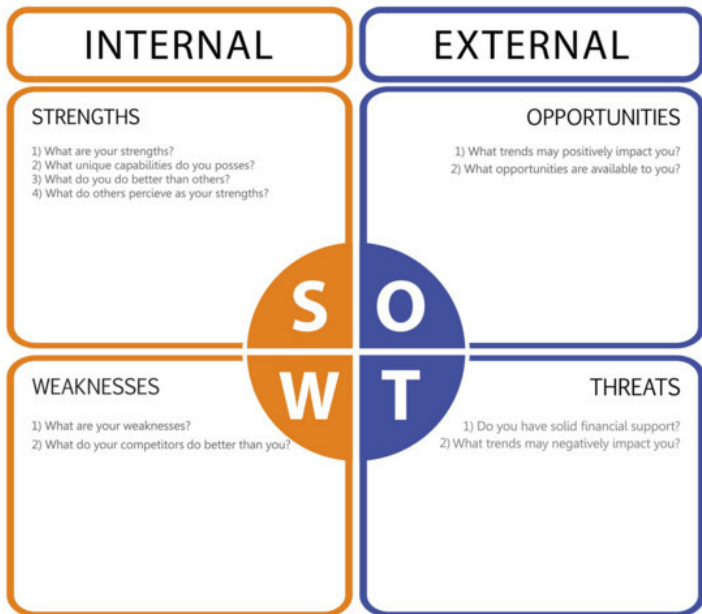 INTERNAL
EXTERNAL
STRENGTHS
1) What are your strengths?
2) What unique capabilities do you posses?
3) What do you do better than others?
4) What do others percieve as your strengths?
OPPORTUNITIES
1) What trends may positively impact you?
2) What opportunities are available to you?
S
O
W
T
WEAKNESSES
1) What are your weaknesses?
2) What do your competitors do better than you?
THREATS
1) Do you have solid financial support?
2) What trends may negatively impact you?